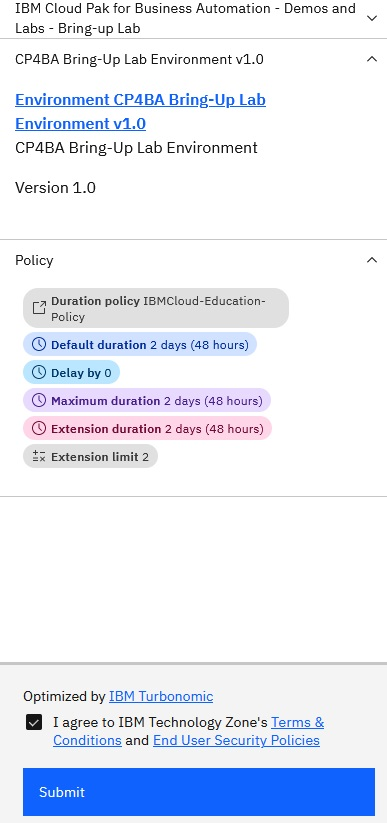 IBM Cloud Pak for Business Automation - Demos and
Labs - Bring-up Lab
CP4BA Bring-Up Lab Environment v1.0
Environment CP4BA Bring-Up Lab
Environment v1.0
CP4BA Bring-Up Lab Environment
Version 1.0
Policy
Duration policy IBMCloud-Education-
Policy
Default duration 2 days (48 hours)
Delay by 0
Maximum duration 2 days (48 hours)
Extension duration 2 days (48 hours)
Extension limit 2
Optimized by IBM Turbonomic
I agree to IBM Technology Zone's Terms &
Conditions and End User Security Policies
Submit